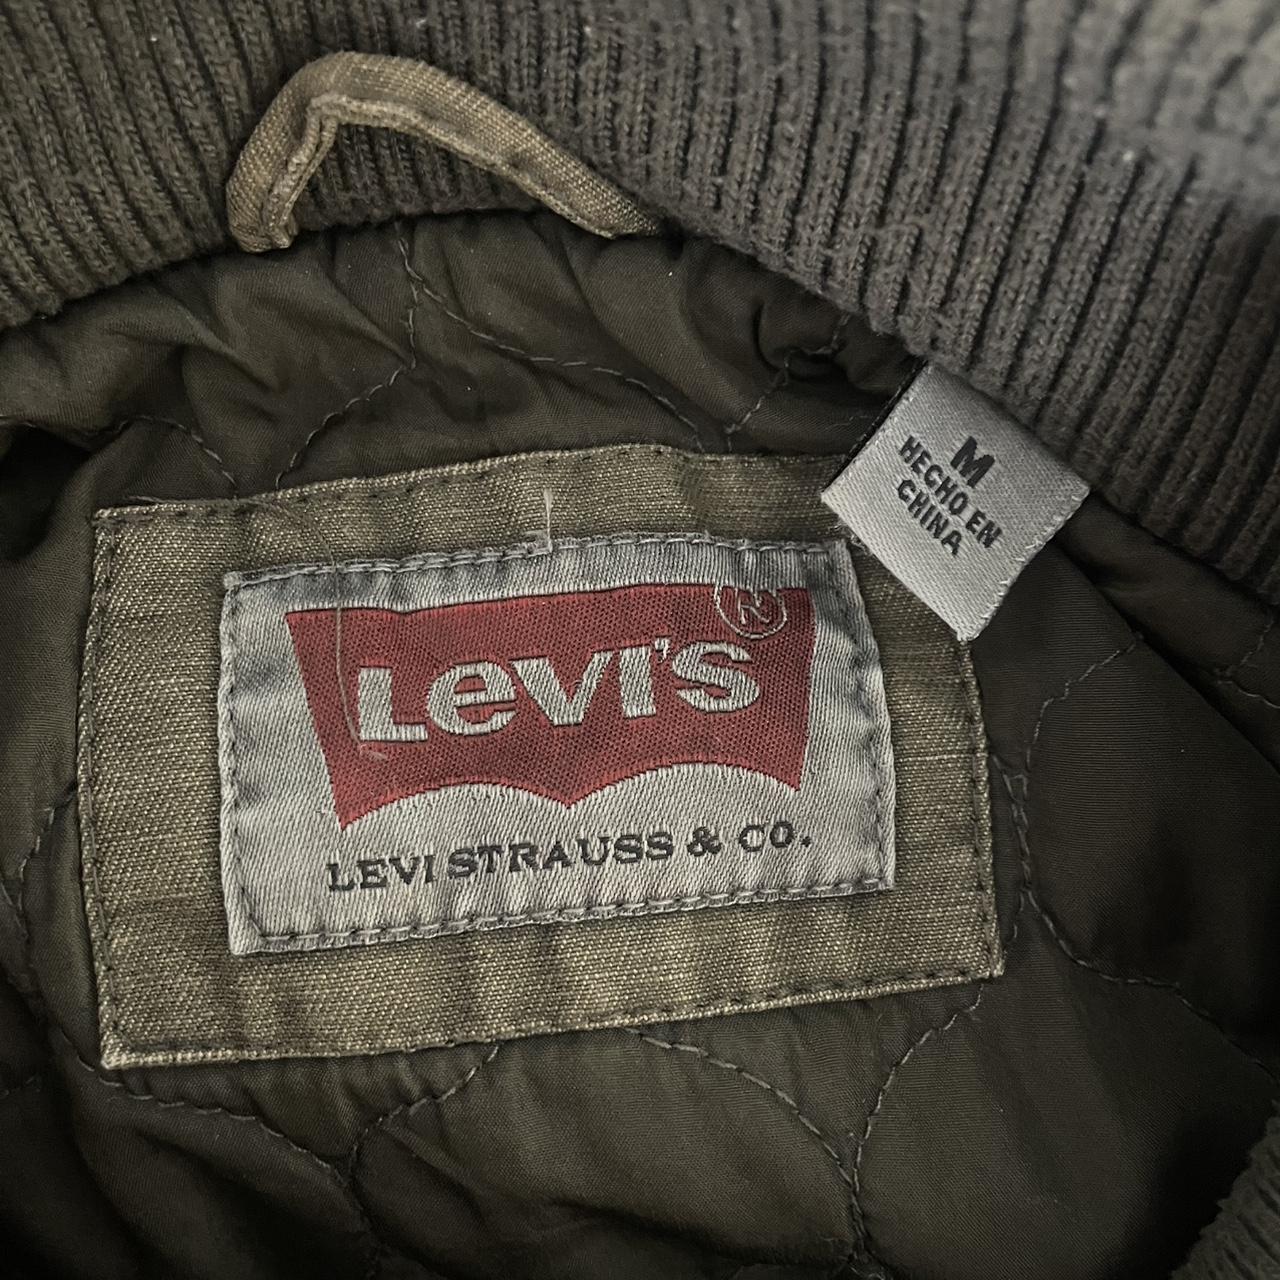 M
HECHO EN
CHINA
LEVI'S
®
LEVI STRAUSS & CO.